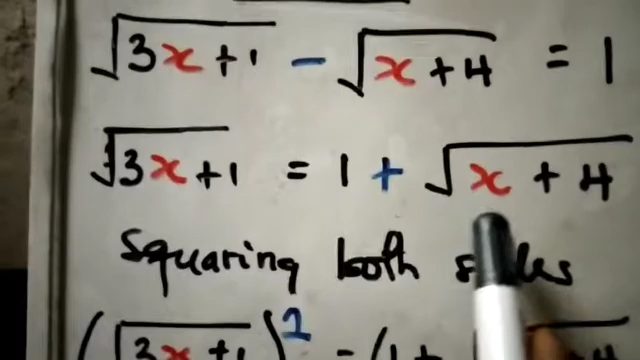 √3x+1 - √x+4 = 1
√3x+1 = 1 + √x+4
Squaring both
(√3x+1)² = (1+ √